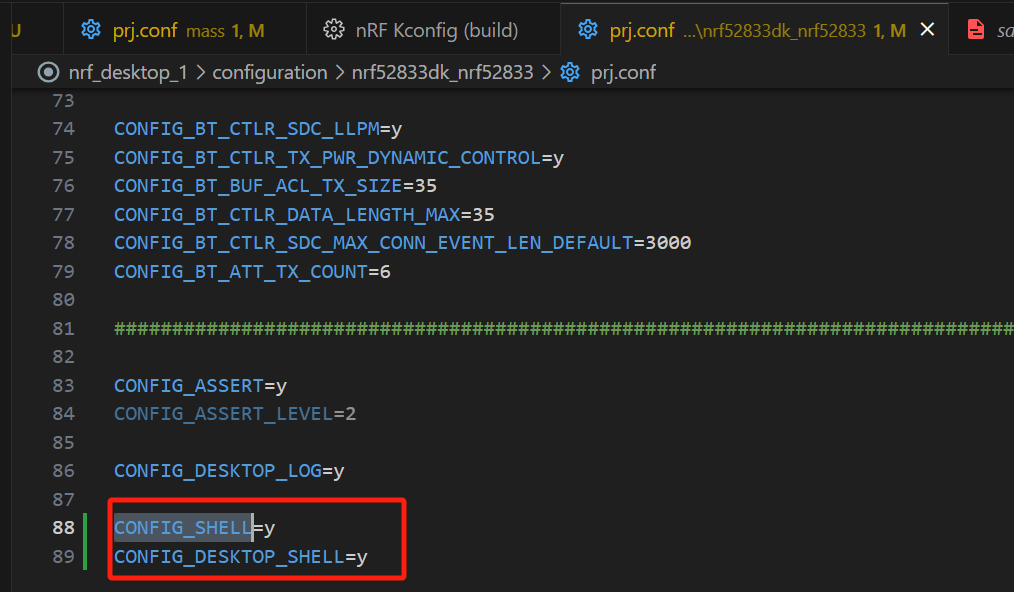 U prj.conf mass 1, M nRF Kconfig (build) prj.conf ...\nrf52833dk_nrf52833 1, M
nrf_desktop_1 > configuration > nrf52833dk_nrf52833 > prj.conf
73
74 CONFIG_BT_CTLR_SDC_LLPM=y
75 CONFIG_BT_CTLR_TX_PWR_DYNAMIC_CONTROL=y
76 CONFIG_BT_BUF_ACL_TX_SIZE=35
77 CONFIG_BT_CTLR_DATA_LENGTH_MAX=35
78 CONFIG_BT_CTLR_SDC_MAX_CONN_EVENT_LEN_DEFAULT=3000
79 CONFIG_BT_ATT_TX_COUNT=6
80
81 ##############################################################################
82
83 CONFIG_ASSERT=y
84 CONFIG_ASSERT_LEVEL=2
85
86 CONFIG_DESKTOP_LOG=y
87
88 CONFIG_SHELL=y
89 CONFIG_DESKTOP_SHELL=y